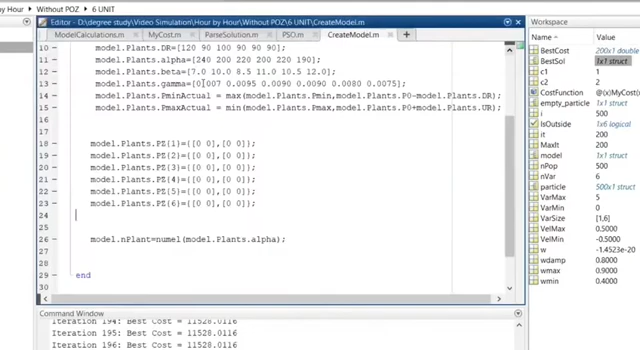 y Hour
Without POZ
6 UNIT
Editor - D:\degree study\Video Simulation\Hour by Hour\Without POZ\6 UNIT\CreateModel.m
ModelCalculations.m
MyCost.m
ParseSolution.m
PSO.m
CreateModel.m
10 model.Plants.DR=[120 90 100 90 90 90];
11 model.Plants.alpha=[240 200 220 200 220 190];
12 model.Plants.beta=[7.0 10.0 8.5 11.0 10.5 12.0];
13 model.Plants.gamma=[0.007 0.0095 0.0090 0.0090 0.0080 0.0075];
14 model.Plants.PminActual = max(model.Plants.Pmin,model.Plants.P0-model.Plants.DR);
15 model.Plants.PmaxActual = min(model.Plants.Pmax,model.Plants.P0+model.Plants.UR);
16
17
18 model.Plants.PZ{1}={[0 0],[0 0]};
19 model.Plants.PZ{2}={[0 0],[0 0]};
20 model.Plants.PZ{3}={[0 0],[0 0]};
21 model.Plants.PZ{4}={[0 0],[0 0]};
22 model.Plants.PZ{5}={[0 0],[0 0]};
23 model.Plants.PZ{6}={[0 0],[0 0]};
24
25
26 model.nPlant=numel(model.Plants.alpha);
27
28
29 end
30
Command Window
Iteration 194: Best Cost = 11528.0116
Iteration 195: Best Cost = 11528.0116
Iteration 196: Best Cost = 11528.0116
Workspace
Name Value
BestCost 200x1 double
BestSol 1x1 struct
c1 1
c2 2
CostFunction @(x)MyCost(
empty_particle 1x1 struct
i 500
IsOutside 1x6 logical
it 200
MaxIt 200
model 1x1 struct
nPop 500
nVar 6
particle 500x1 struct
VarMax 5
VarMin 0
VarSize [1,6]
VelMax 0.5000
VelMin -0.5000
w -1.4523e-20
wdamp 0.8000
wmax 0.9000
wmin 0.4000